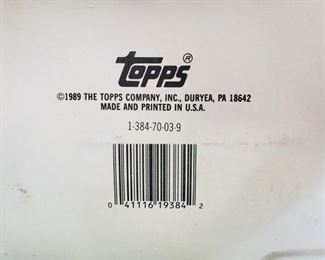 topps®
©1989 THE TOPPS COMPANY, INC., DURYEA, PA 18642
MADE AND PRINTED IN U.S.A.
1-384-70-03-9
0 41116 19384 2